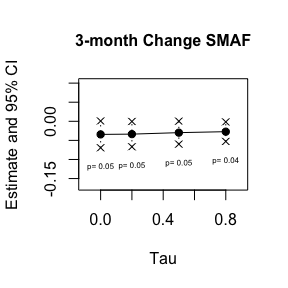 3-month Change SMAF
Estimate and 95% CI
0.00
-0.15
p= 0.05 p= 0.05 p= 0.05 p= 0.04
0.0 0.4 0.8
Tau